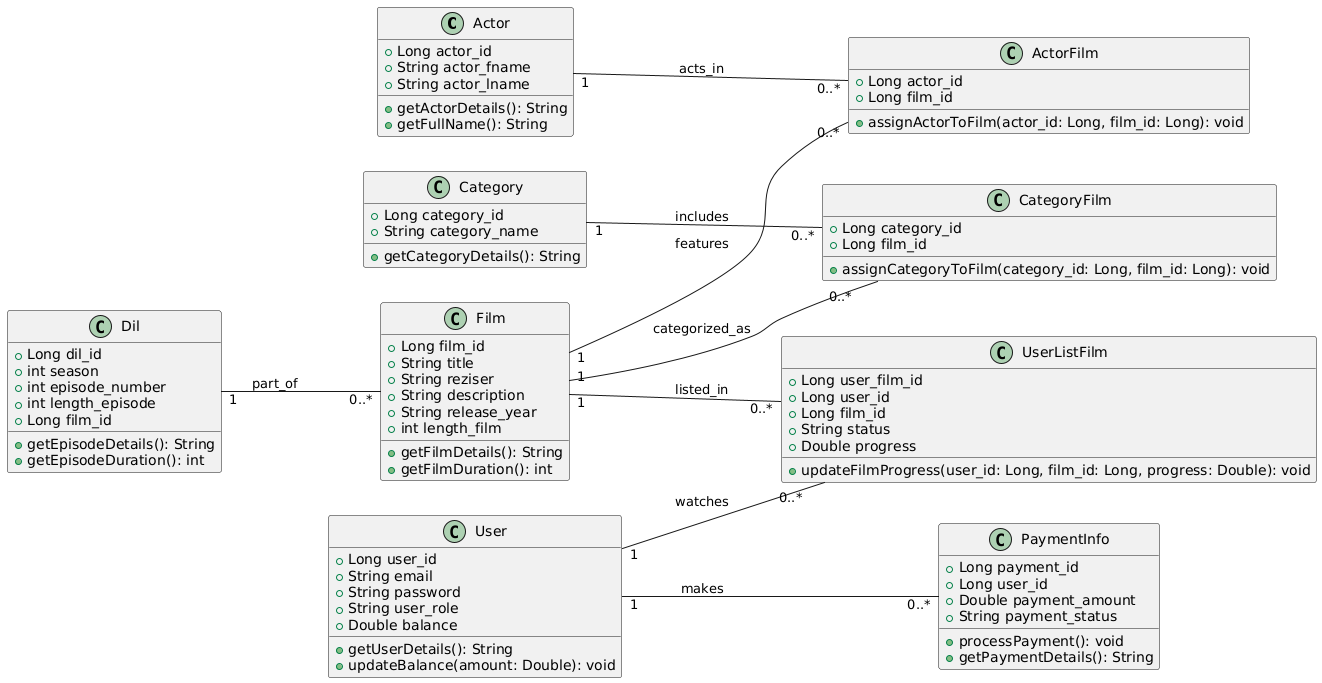 C Actor
Long actor_id
String actor_fname
String actor_lname
getActorDetails(): String
getFullName(): String
acts_in
1
0..*
C ActorFilm
Long actor_id
Long film_id
assignActorToFilm(actor_id: Long, film_id: Long): void
0..*
C Category
Long category_id
String category_name
getCategoryDetails(): String
includes
1
0..*
features
C CategoryFilm
Long category_id
Long film_id
assignCategoryToFilm(category_id: Long, film_id: Long): void
0..*
C Dil
Long dil_id
int season
int episode_number
int length_episode
Long film_id
getEpisodeDetails(): String
getEpisodeDuration(): int
part_of
1
0..*
C Film
Long film_id
String title
String reziser
String description
String release_year
int length_film
getFilmDetails(): String
getFilmDuration(): int
1
categorized_as
1
listed_in
1
0..*
C UserListFilm
Long user_film_id
Long user_id
Long film_id
String status
Double progress
updateFilmProgress(user_id: Long, film_id: Long, progress: Double): void
0..*
watches
1
C User
Long user_id
String email
String password
String user_role
Double balance
getUserDetails(): String
updateBalance(amount: Double): void
makes
1
0..*
C PaymentInfo
Long payment_id
Long user_id
Double payment_amount
String payment_status
processPayment(): void
getPaymentDetails(): String